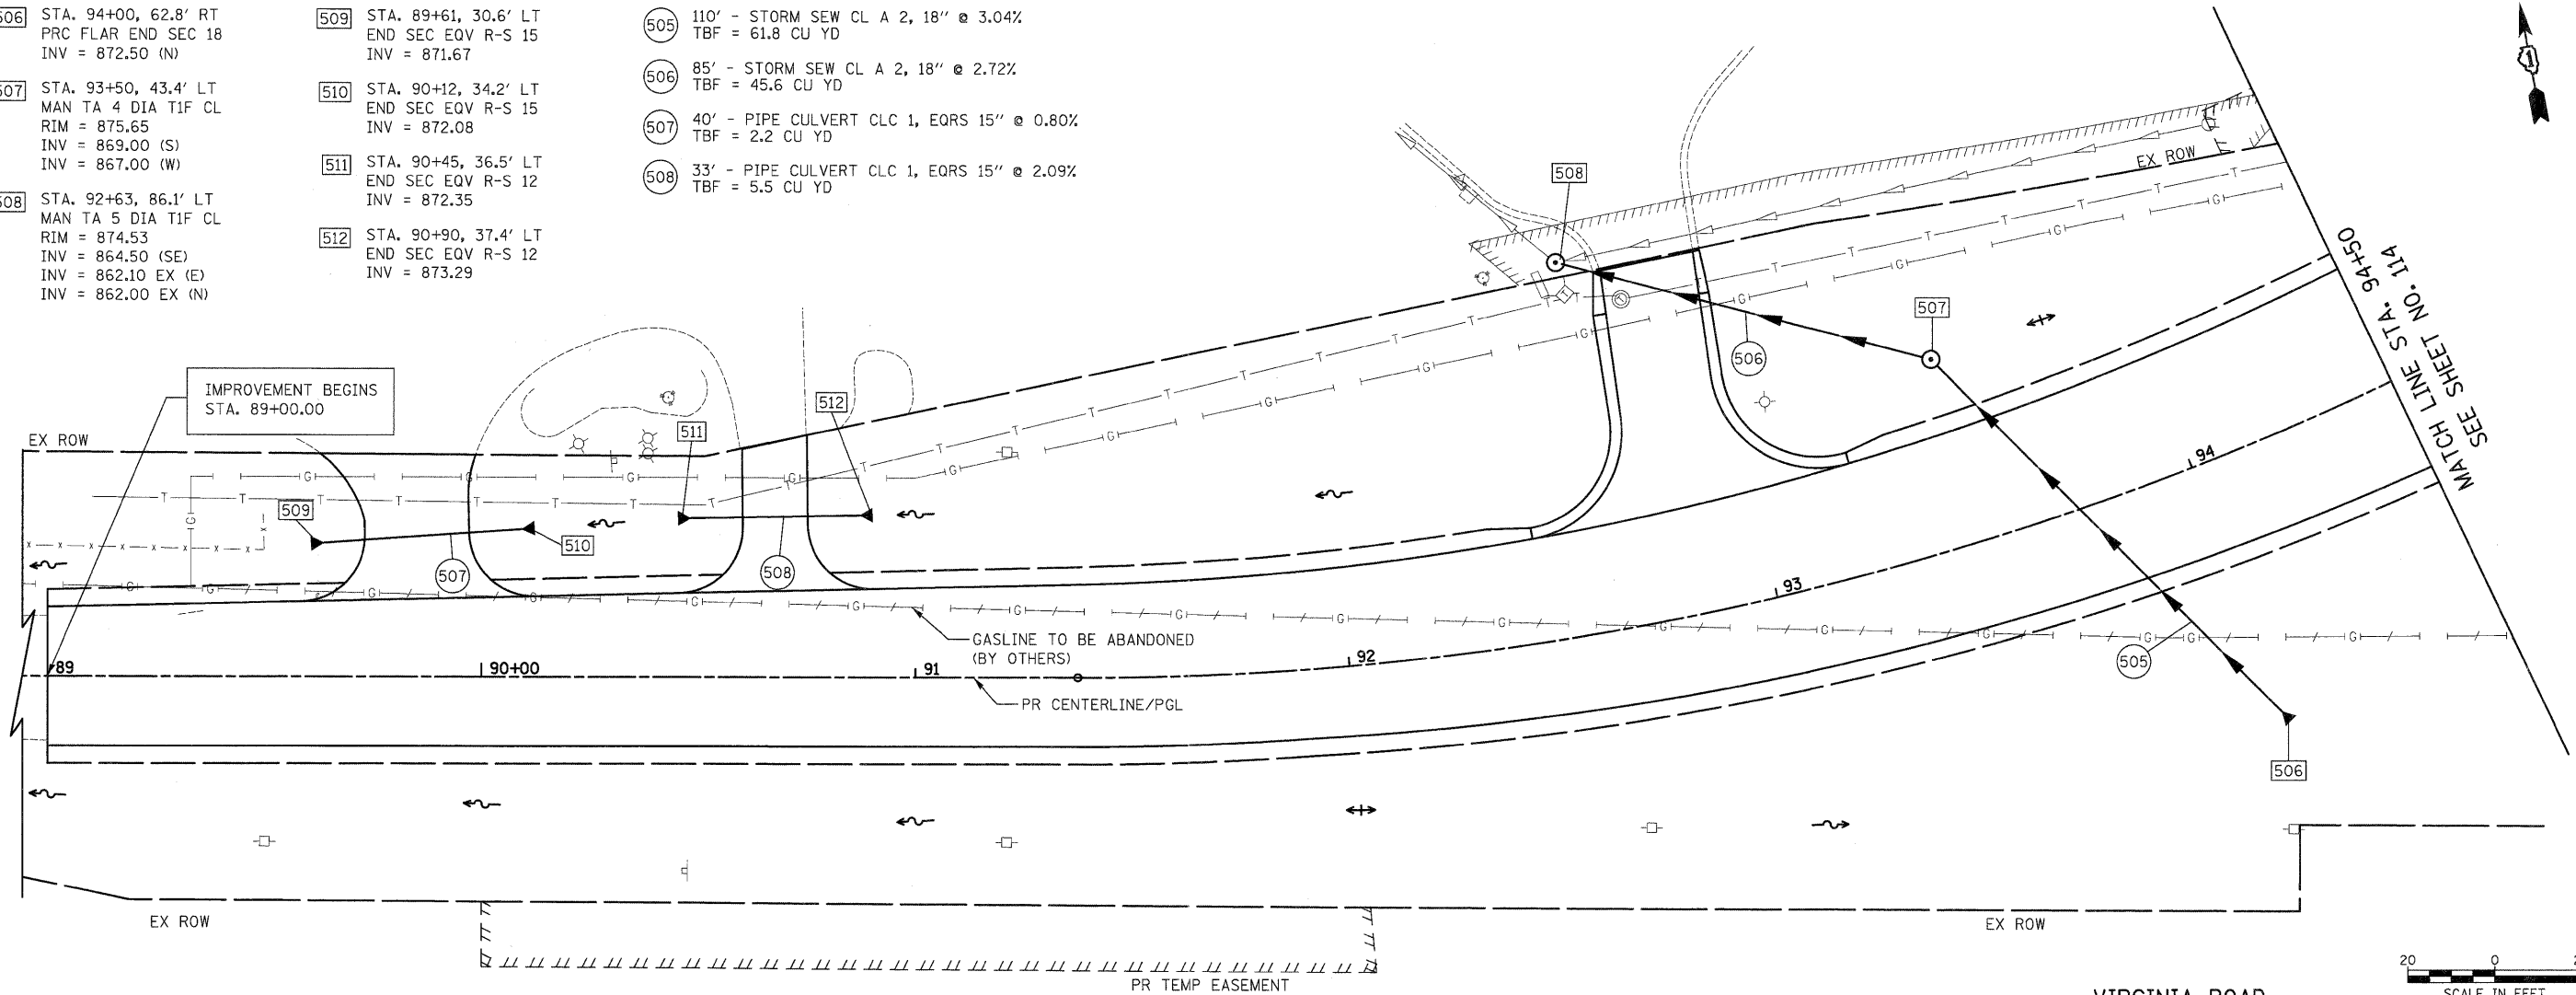 506 STA. 94+00, 62.8' RT
PRC FLAR END SEC 18
INV = 872.50 (N)
507 STA. 93+50, 43.4' LT
MAN TA 4 DIA T1F CL
RIM = 875.65
INV = 869.00 (S)
INV = 867.00 (W)
508 STA. 92+63, 86.1' LT
MAN TA 5 DIA T1F CL
RIM = 874.53
INV = 864.50 (SE)
INV = 862.10 EX (E)
INV = 862.00 EX (N)
509 STA. 89+61, 30.6' LT
END SEC EQV R-S 15
INV = 871.67
510 STA. 90+12, 34.2' LT
END SEC EQV R-S 15
INV = 872.08
511 STA. 90+45, 36.5' LT
END SEC EQV R-S 12
INV = 872.35
512 STA. 90+90, 37.4' LT
END SEC EQV R-S 12
INV = 873.29
505 110' - STORM SEW CL A 2, 18" @ 3.04%
TBF = 61.8 CU YD
506 85' - STORM SEW CL A 2, 18" @ 2.72%
TBF = 45.6 CU YD
507 40' - PIPE CULVERT CLC 1, EQRS 15" @ 0.80%
TBF = 2.2 CU YD
508 33' - PIPE CULVERT CLC 1, EQRS 15" @ 2.09%
TBF = 5.5 CU YD
1
EX ROW
508
507
506
MATCH LINE STA. 94+50
SEE SHEET NO. 114
IMPROVEMENT BEGINS
STA. 89+00.00
EX ROW
512
511
509
510
507
508
94
93
92
91
90+00
89
GASLINE TO BE ABANDONED
(BY OTHERS)
PR CENTERLINE/PGL
505
506
EX ROW
EX ROW
PR TEMP EASEMENT
20 0
SCALE IN FEET
VIRGINIA ROAD